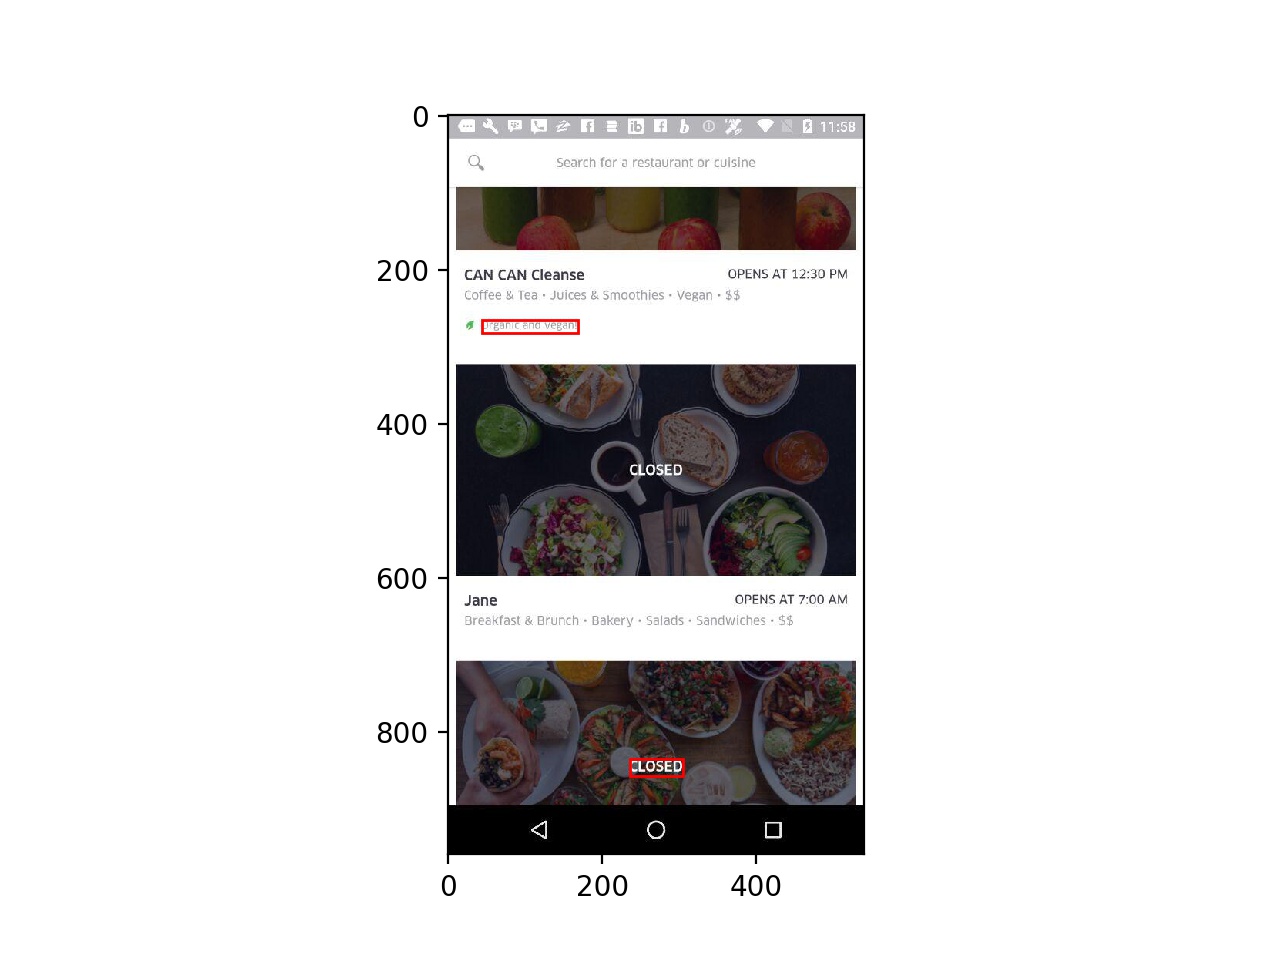 0
11:58
Search for a restaurant or cuisine
200
CAN CAN Cleanse OPENS AT 12:30 PM
Coffee & Tea • Juices & Smoothies • Vegan • $$
Organic and Vegan!
400
CLOSED
600
Jane OPENS AT 7:00 AM
Breakfast & Brunch • Bakery • Salads • Sandwiches • $$
800
CLOSED
0 200 400